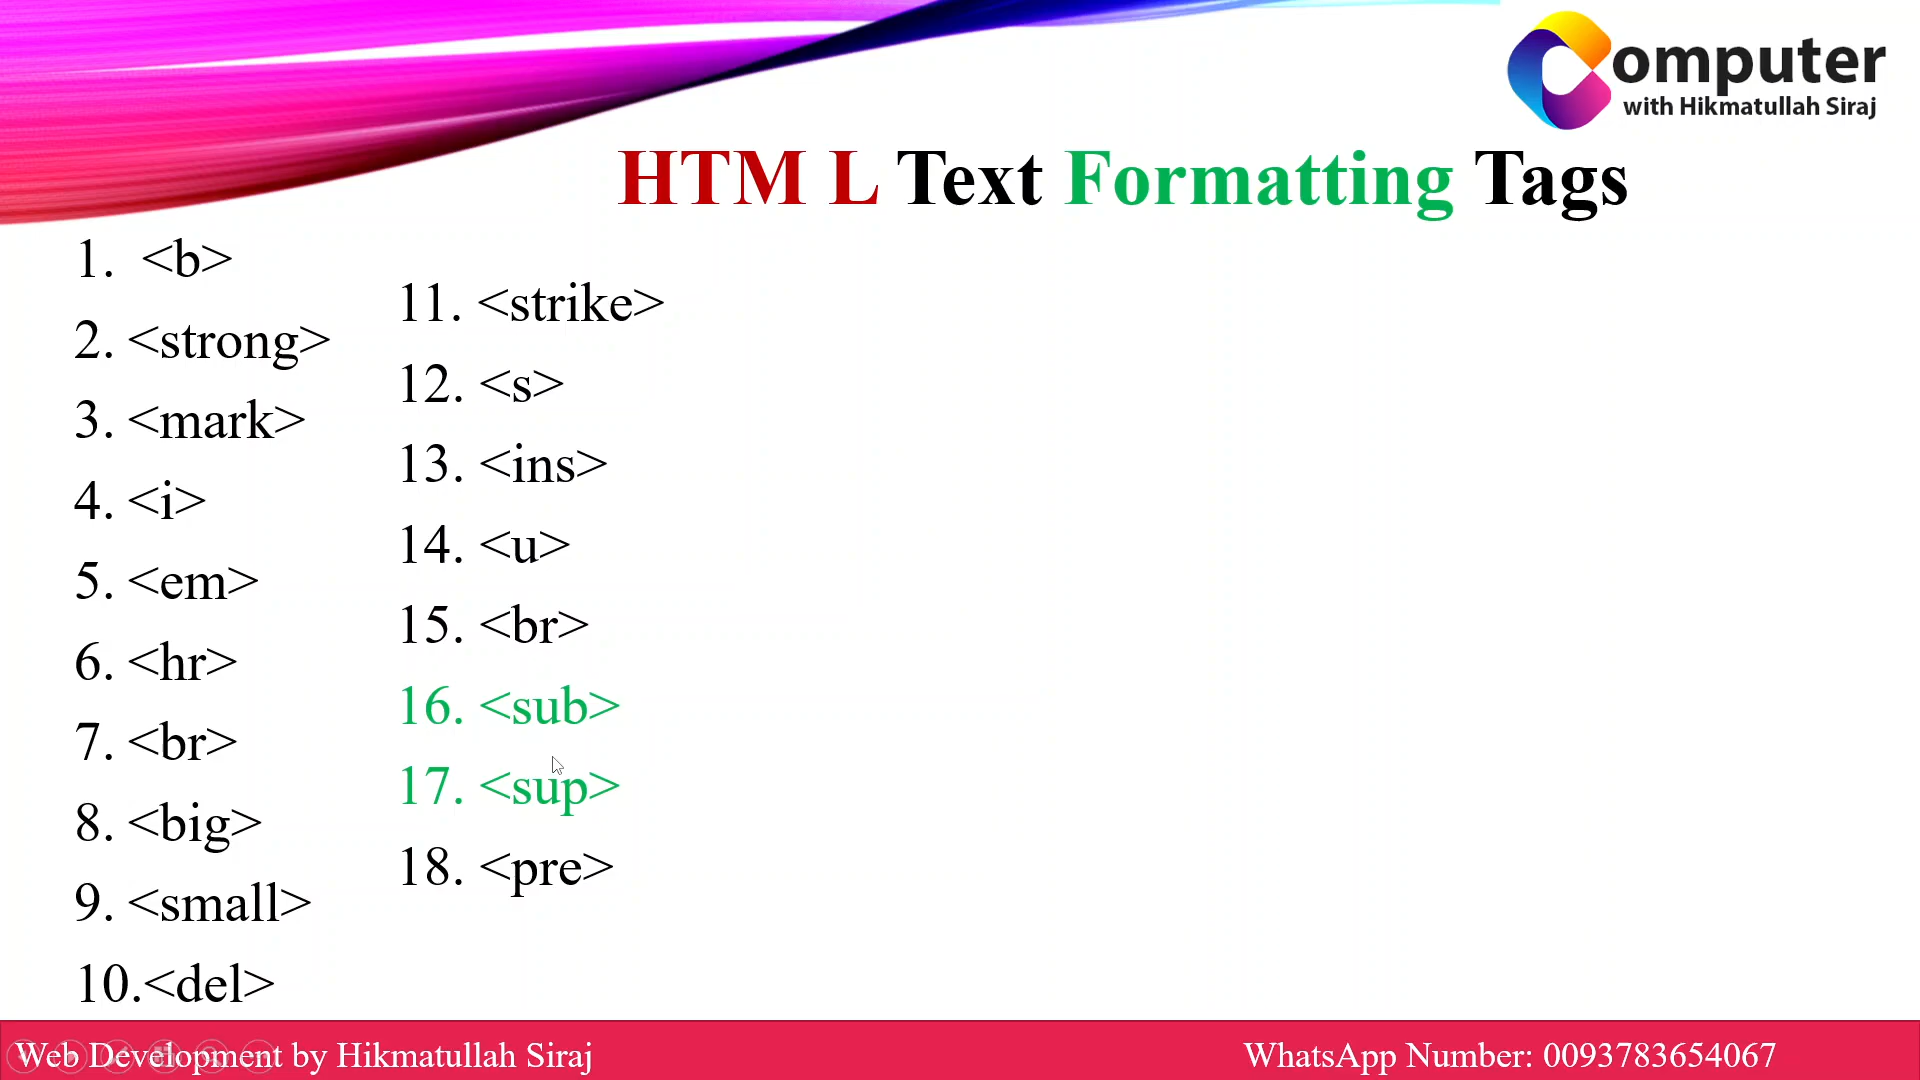 Computer
with Hikmatullah Siraj
HTM L Text Formatting Tags
1. <b>
2. <strong>
3. <mark>
4. <i>
5. <em>
6. <hr>
7. <br>
8. <big>
9. <small>
10.<del>
11. <strike>
12. <s>
13. <ins>
14. <u>
15. <br>
16. <sub>
17. <sup>
18. <pre>
Web Development by Hikmatullah Siraj
WhatsApp Number: 0093783654067